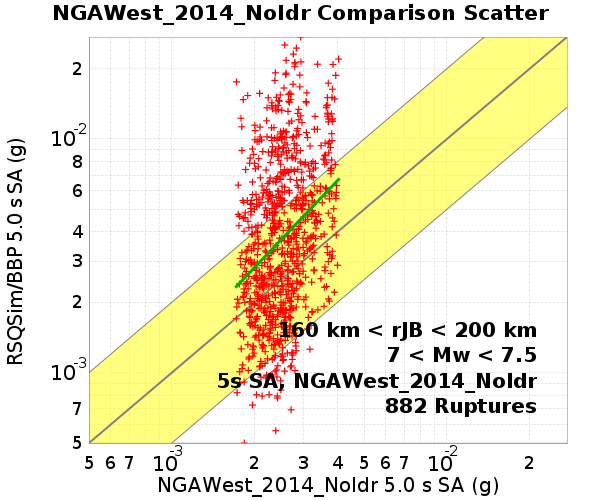 NGAWest_2014_NoIdr Comparison Scatter
RSQSim/BBP 5.0 s SA (g)
2
10-2
8
6
4
3
2
10-3
7
5
160 km < rJB < 200 km
7 < Mw < 7.5
5s SA, NGAWest_2014_NoIdr
882 Ruptures
5 6 7 10-3 2 3 4 5 6 7 10-2 2
NGAWest_2014_NoIdr 5.0 s SA (g)